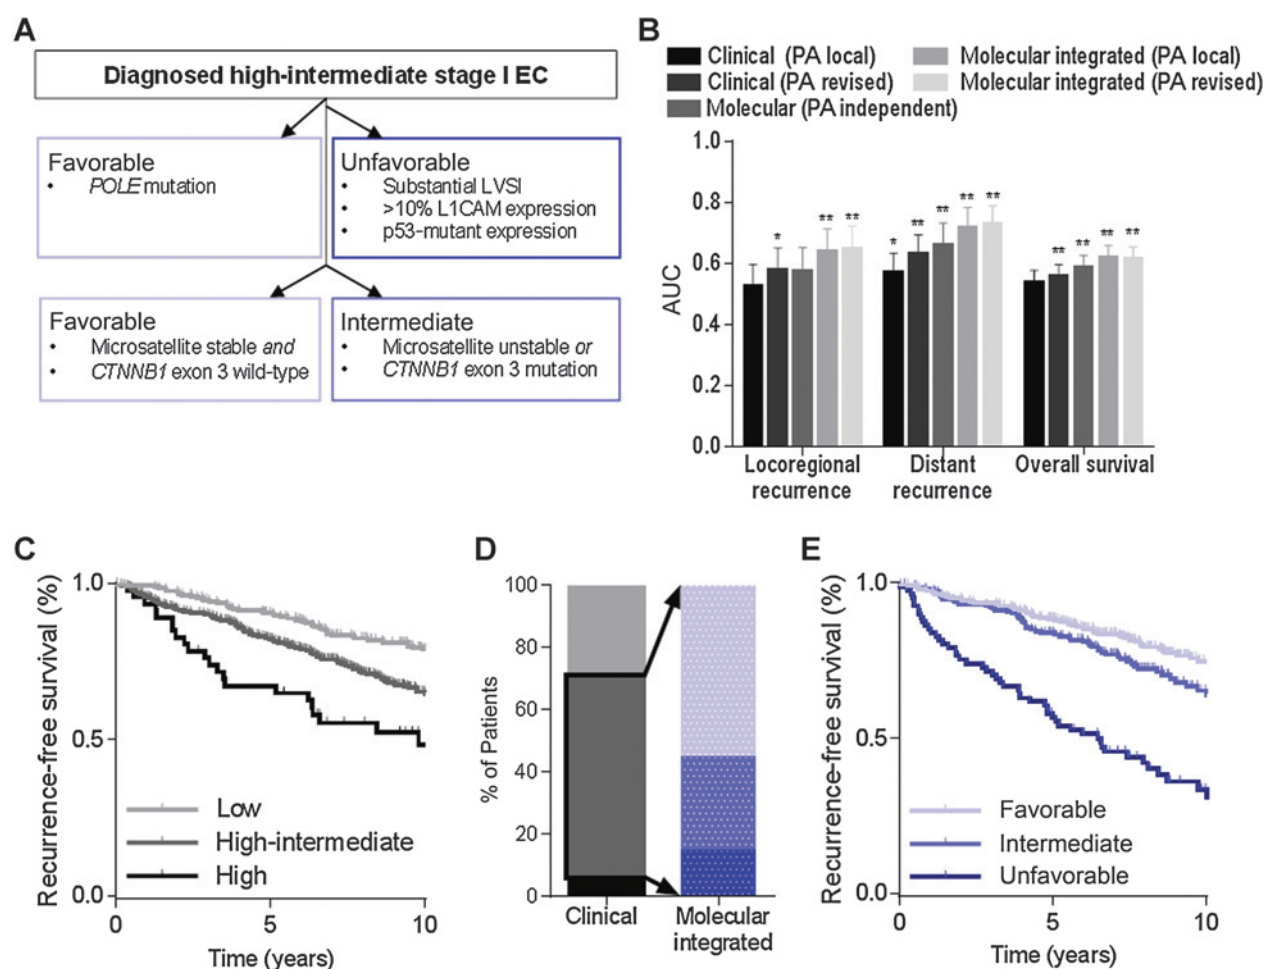 A
Diagnosed high-intermediate stage I EC
Favorable
• POLE mutation
Unfavorable
• Substantial LVSI
• >10% L1CAM expression
• p53-mutant expression
Favorable
• Microsatellite stable and
• CTNNB1 exon 3 wild-type
Intermediate
• Microsatellite unstable or
• CTNNB1 exon 3 mutation
B
Clinical (PA local)
Clinical (PA revised)
Molecular (PA independent)
Molecular integrated (PA local)
Molecular integrated (PA revised)
AUC
1.0
0.8
0.6
0.4
0.2
0.0
* ** **
* ** ** ** **
** ** ** **
Locoregional
recurrence
Distant
recurrence
Overall survival
C
Recurrence-free survival (%)
1.0
0.5
0.0
Low
High-intermediate
High
0 5 10
Time (years)
D
% of Patients
100
80
60
40
20
0
Clinical
Molecular
integrated
E
Recurrence-free survival (%)
1.0
0.5
0.0
Favorable
Intermediate
Unfavorable
0 5 10
Time (years)